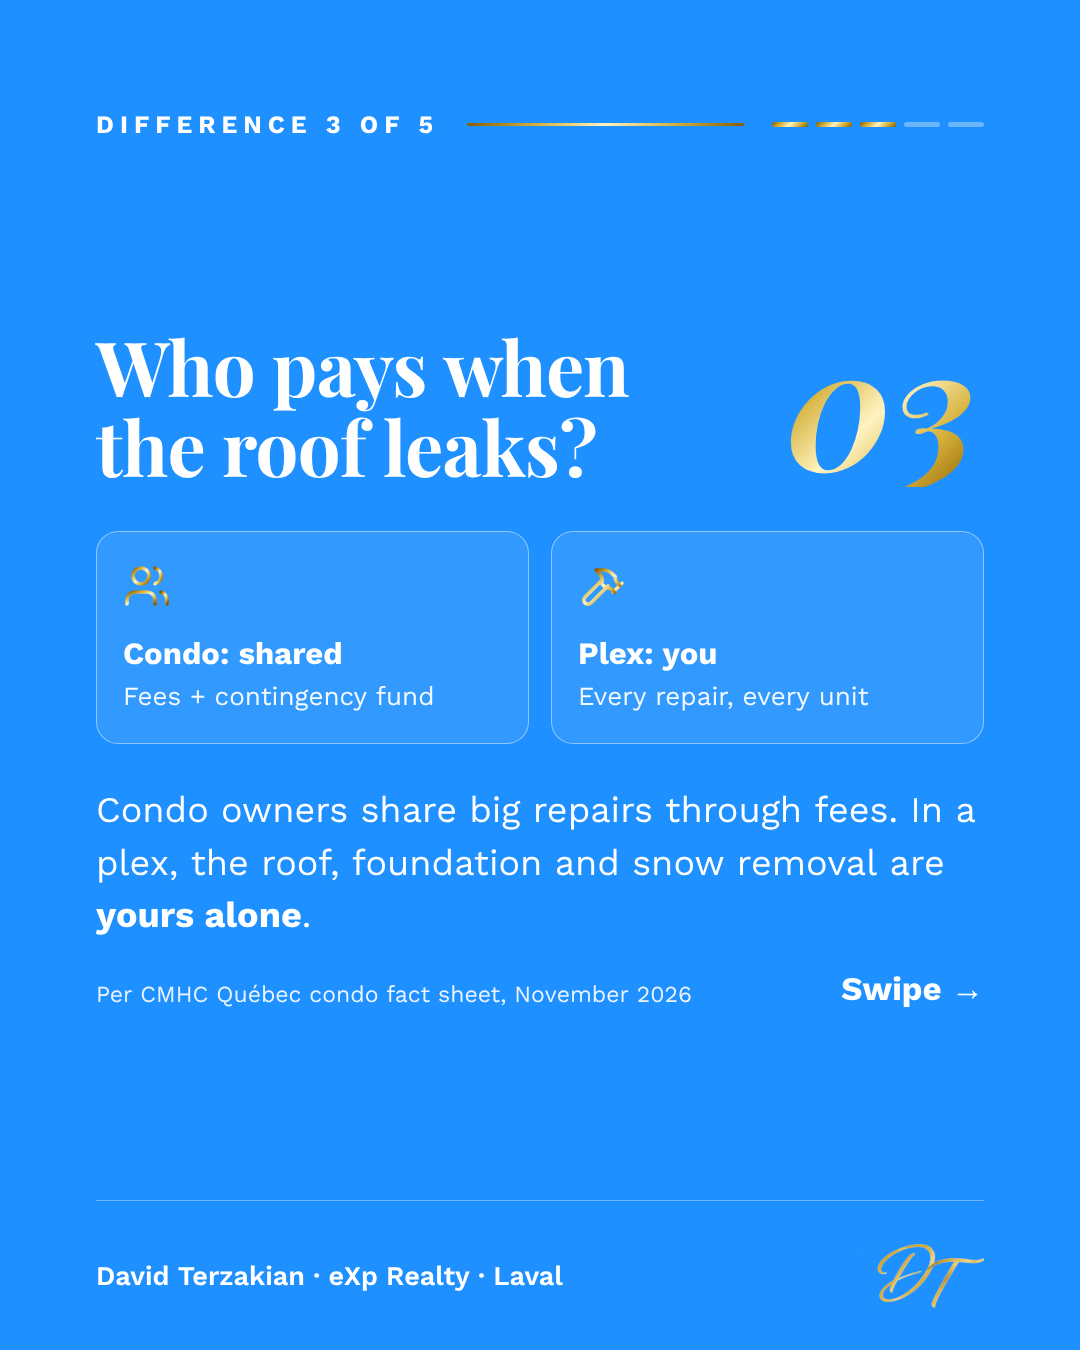 DIFFERENCE 3 OF 5
Who pays when
the roof leaks?
03
Condo: shared
Fees + contingency fund
Plex: you
Every repair, every unit
Condo owners share big repairs through fees. In a
plex, the roof, foundation and snow removal are
yours alone.
Per CMHC Québec condo fact sheet, November 2026
Swipe →
David Terzakian · eXp Realty · Laval
DT